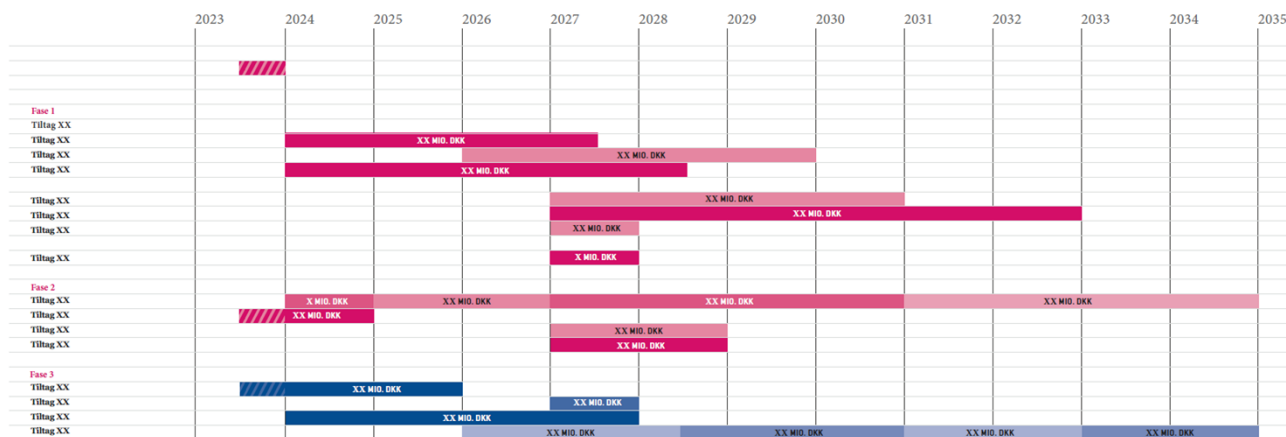 2023 2024 2025 2026 2027 2028 2029 2030 2031 2032 2033 2034 2035
Fase 1
Tiltag XX
Tiltag XX XX MIO. DKK
Tiltag XX XX MIO. DKK
Tiltag XX XX MIO. DKK
Tiltag XX XX MIO. DKK
Tiltag XX XX MIO. DKK
Tiltag XX XX MIO. DKK
Tiltag XX X MIO. DKK
Fase 2
Tiltag XX X MIO. DKK XX MIO. DKK XX MIO. DKK XX MIO. DKK
Tiltag XX XX MIO. DKK
Tiltag XX XX MIO. DKK
Tiltag XX XX MIO. DKK
Fase 3
Tiltag XX XX MIO. DKK
Tiltag XX XX MIO. DKK
Tiltag XX XX MIO. DKK
Tiltag XX XX MIO. DKK XX MIO. DKK XX MIO. DKK XX MIO. DKK